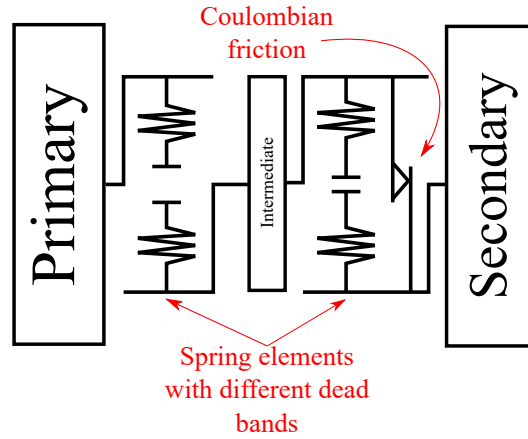 Coulombian
friction
Primary
Intermediate
Secondary
Spring elements
with different dead
bands